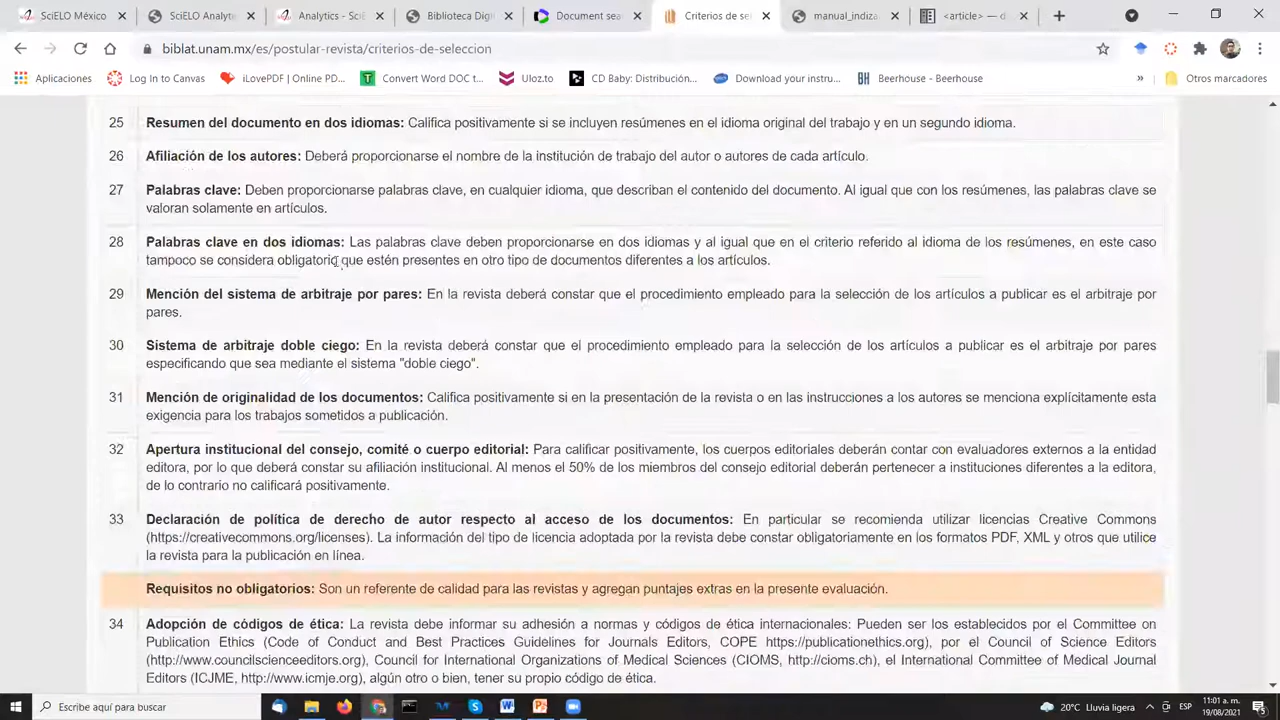 SciELO México
SciELO Analytc
Analytics - SciE
Biblioteca Digi
Document sea
Criterios de se
manual_indiza
<article> — d
biblat.unam.mx/es/postular-revista/criterios-de-seleccion
Aplicaciones
Log In to Canvas
iLovePDF | Online PD...
Convert Word DOC t...
Uloz.to
CD Baby: Distribución...
Download your instru...
BH Beerhouse - Beerhouse
»
Otros marcadores
25 Resumen del documento en dos idiomas: Califica positivamente si se incluyen resúmenes en el idioma original del trabajo y en un segundo idioma.
26 Afiliación de los autores: Deberá proporcionarse el nombre de la institución de trabajo del autor o autores de cada artículo.
27 Palabras clave: Deben proporcionarse palabras clave, en cualquier idioma, que describan el contenido del documento. Al igual que con los resúmenes, las palabras clave se
valoran solamente en artículos.
28 Palabras clave en dos idiomas: Las palabras clave deben proporcionarse en dos idiomas y al igual que en el criterio referido al idioma de los resúmenes, en este caso
tampoco se considera obligatorio que estén presentes en otro tipo de documentos diferentes a los artículos.
29 Mención del sistema de arbitraje por pares: En la revista deberá constar que el procedimiento empleado para la selección de los artículos a publicar es el arbitraje por
pares.
30 Sistema de arbitraje doble ciego: En la revista deberá constar que el procedimiento empleado para la selección de los artículos a publicar es el arbitraje por pares
especificando que sea mediante el sistema "doble ciego".
31 Mención de originalidad de los documentos: Califica positivamente si en la presentación de la revista o en las instrucciones a los autores se menciona explícitamente esta
exigencia para los trabajos sometidos a publicación.
32 Apertura institucional del consejo, comité o cuerpo editorial: Para calificar positivamente, los cuerpos editoriales deberán contar con evaluadores externos a la entidad
editora, por lo que deberá constar su afiliación institucional. Al menos el 50% de los miembros del consejo editorial deberán pertenecer a instituciones diferentes a la editora,
de lo contrario no calificará positivamente.
33 Declaración de política de derecho de autor respecto al acceso de los documentos: En particular se recomienda utilizar licencias Creative Commons
(https://creativecommons.org/licenses). La información del tipo de licencia adoptada por la revista debe constar obligatoriamente en los formatos PDF, XML y otros que utilice
la revista para la publicación en línea.
Requisitos no obligatorios: Son un referente de calidad para las revistas y agregan puntajes extras en la presente evaluación.
34 Adopción de códigos de ética: La revista debe informar su adhesión a normas y códigos de ética internacionales: Pueden ser los establecidos por el Committee on
Publication Ethics (Code of Conduct and Best Practices Guidelines for Journals Editors, COPE https://publicationethics.org), por el Council of Science Editors
(http://www.councilscienceeditors.org), Council for International Organizations of Medical Sciences (CIOMS, http://cioms.ch), el International Committee of Medical Journal
Editors (ICJME, http://www.icmje.org), algún otro o bien, tener su propio código de ética.
Escribe aquí para buscar
20°C Lluvia ligera
ESP
11:01 a. m.
19/08/2021